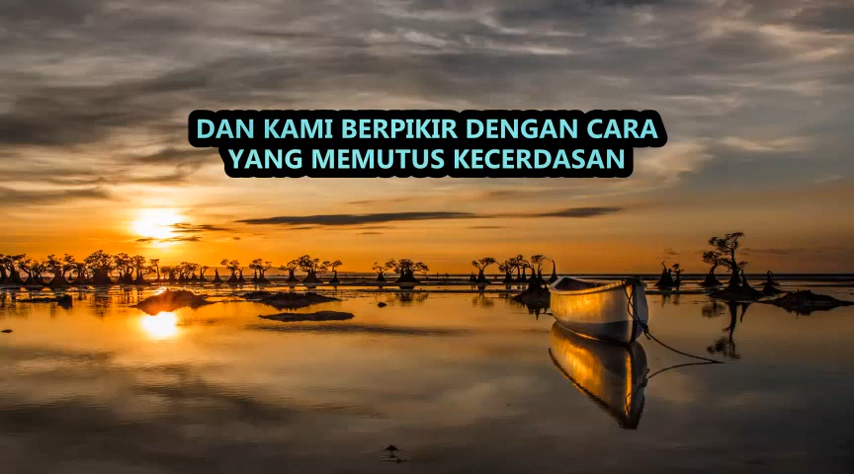 DAN KAMI BERPIKIR DENGAN CARA
YANG MEMUTUS KECERDASAN